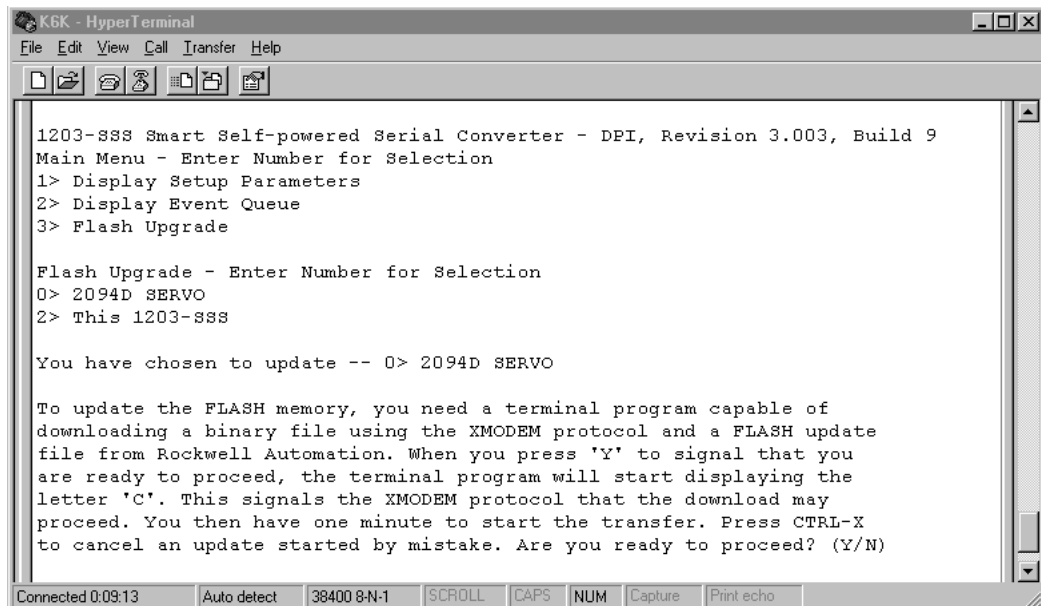 K6K - HyperTerminal
File Edit View Call Transfer Help
1203-SSS Smart Self-powered Serial Converter - DPI, Revision 3.003, Build 9
Main Menu - Enter Number for Selection
1> Display Setup Parameters
2> Display Event Queue
3> Flash Upgrade
Flash Upgrade - Enter Number for Selection
0> 2094D SERVO
2> This 1203-SSS
You have chosen to update -- 0> 2094D SERVO
To update the FLASH memory, you need a terminal program capable of
downloading a binary file using the XMODEM protocol and a FLASH update
file from Rockwell Automation. When you press 'Y' to signal that you
are ready to proceed, the terminal program will start displaying the
letter 'C'. This signals the XMODEM protocol that the download may
proceed. You then have one minute to start the transfer. Press CTRL-X
to cancel an update started by mistake. Are you ready to proceed? (Y/N)
Connected 0:09:13 Auto detect 38400 8-N-1 SCROLL CAPS NUM Capture Print echo